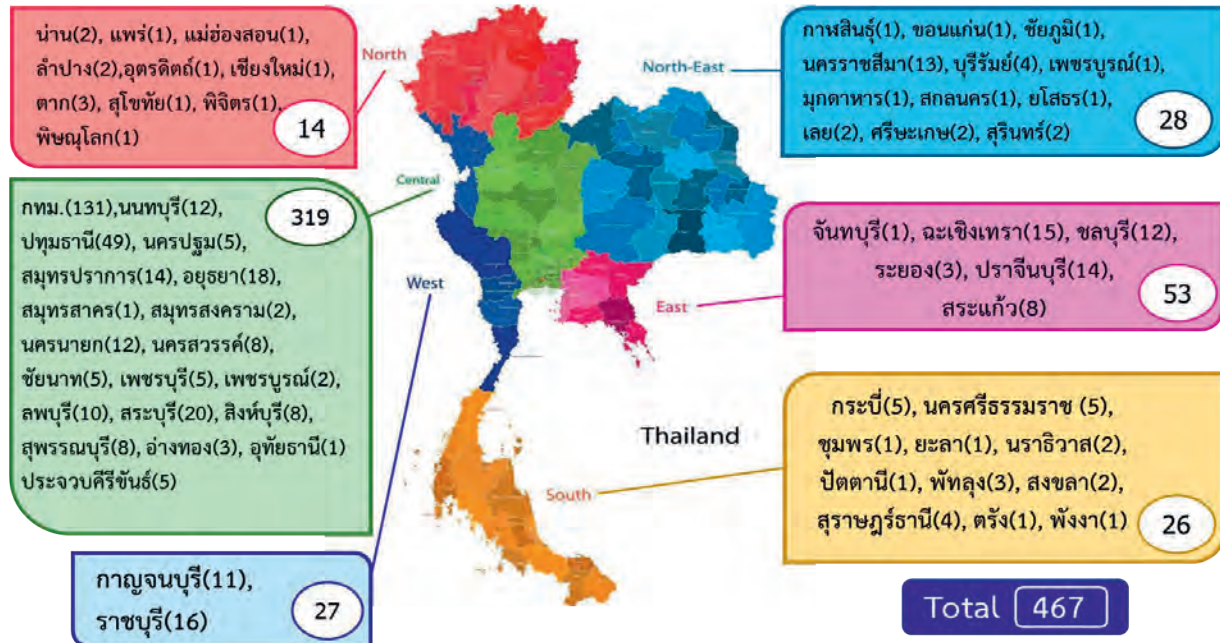 น่าน(2), แพร่(1), แม่ฮ่องสอน(1),
ลำปาง(2),อุตรดิตถ์(1), เชียงใหม่(1),
ตาก(3), สุโขทัย(1), พิจิตร(1),
พิษณุโลก(1)
14
North
North-East
กาฬสินธุ์(1), ขอนแก่น(1), ชัยภูมิ(1),
นครราชสีมา(13), บุรีรัมย์(4), เพชรบูรณ์(1),
มุกดาหาร(1), สกลนคร(1), ยโสธร(1),
เลย(2), ศรีษะเกษ(2), สุรินทร์(2)
28
Central
กทม.(131),นนทบุรี(12),
ปทุมธานี(49), นครปฐม(5),
สมุทรปราการ(14), อยุธยา(18),
สมุทรสาคร(1), สมุทรสงคราม(2),
นครนายก(12), นครสวรรค์(8),
ชัยนาท(5), เพชรบุรี(5), เพชรบูรณ์(2),
ลพบุรี(10), สระบุรี(20), สิงห์บุรี(8),
สุพรรณบุรี(8), อ่างทอง(3), อุทัยธานี(1)
ประจวบคีรีขันธ์(5)
319
West
East
จันทบุรี(1), ฉะเชิงเทรา(15), ชลบุรี(12),
ระยอง(3), ปราจีนบุรี(14),
สระแก้ว(8)
53
Thailand
South
กระบี่(5), นครศรีธรรมราช (5),
ชุมพร(1), ยะลา(1), นราธิวาส(2),
ปัตตานี(1), พัทลุง(3), สงขลา(2),
สุราษฎร์ธานี(4), ตรัง(1), พังงา(1)
26
กาญจนบุรี(11),
ราชบุรี(16)
27
Total 467